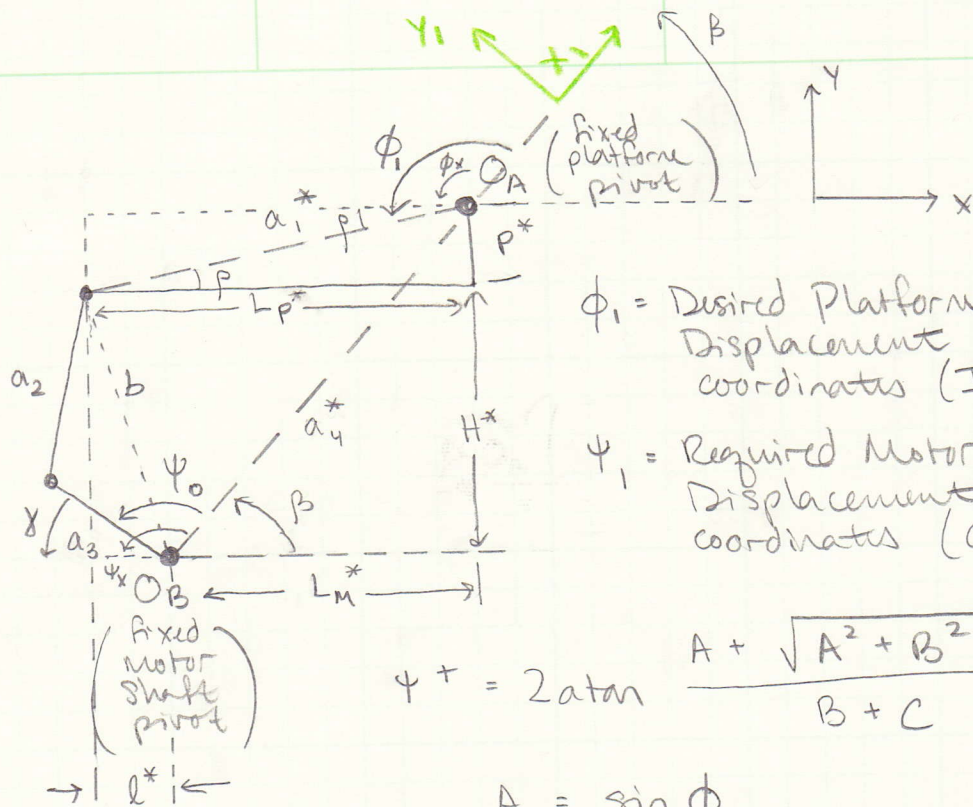 Y1
X1
β
Y
X
(fixed
platforme
pivot)
ϕ1
ϕx
OA
a1*
ρ1
P*
ρ
Lp*
a2
b
a4*
H*
ψ0
β
γ
a3
ψx
OB
LM*
(fixed
Motor
Shaft
pivot)
l*
ϕ1 = Desired Platform
Displacement
coordinates (I
ψ1 = Required Motor
Displacement
coordinates (
ψ+ = 2atan A + √A² + B² / B + C
A = sin ϕ